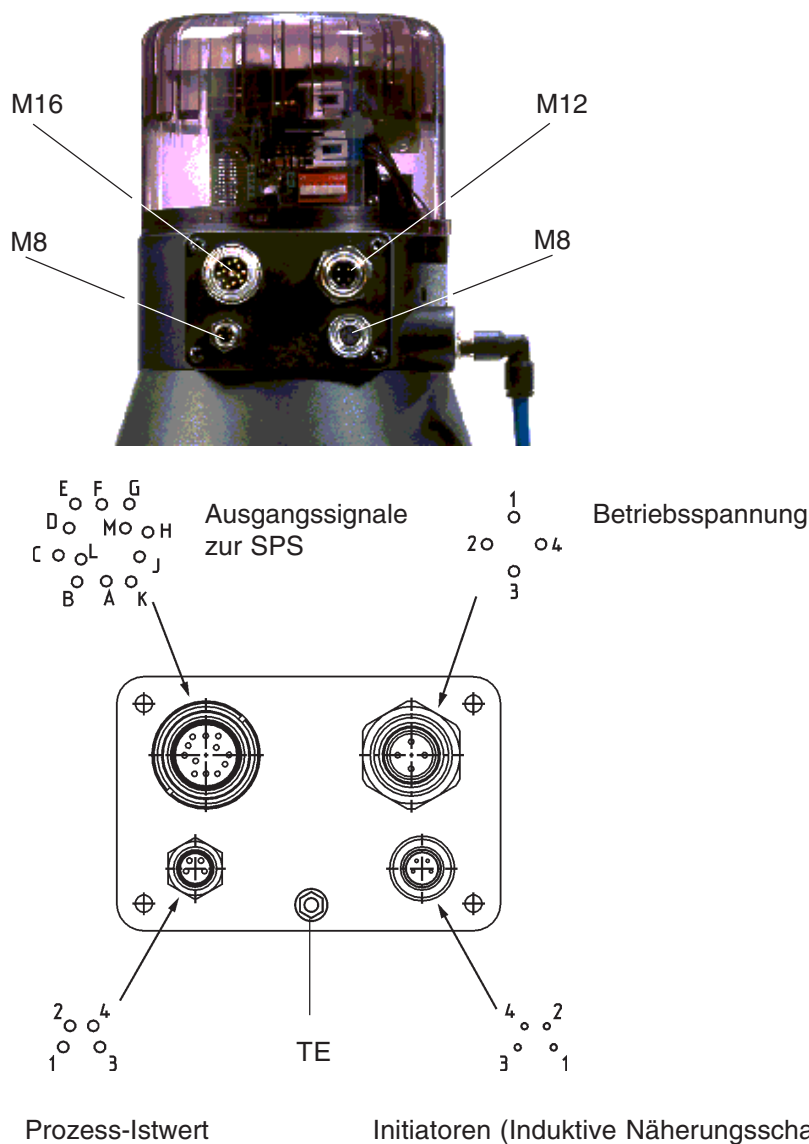 M16
M12
M8
M8
E F G
D M H
C L J
B A K
Ausgangssignale
zur SPS
1
2 4
3
Betriebsspannung
2 4
1 3
TE
4 2
3 1
Prozess-Istwert
Initiatoren (Induktive Näherungsscha